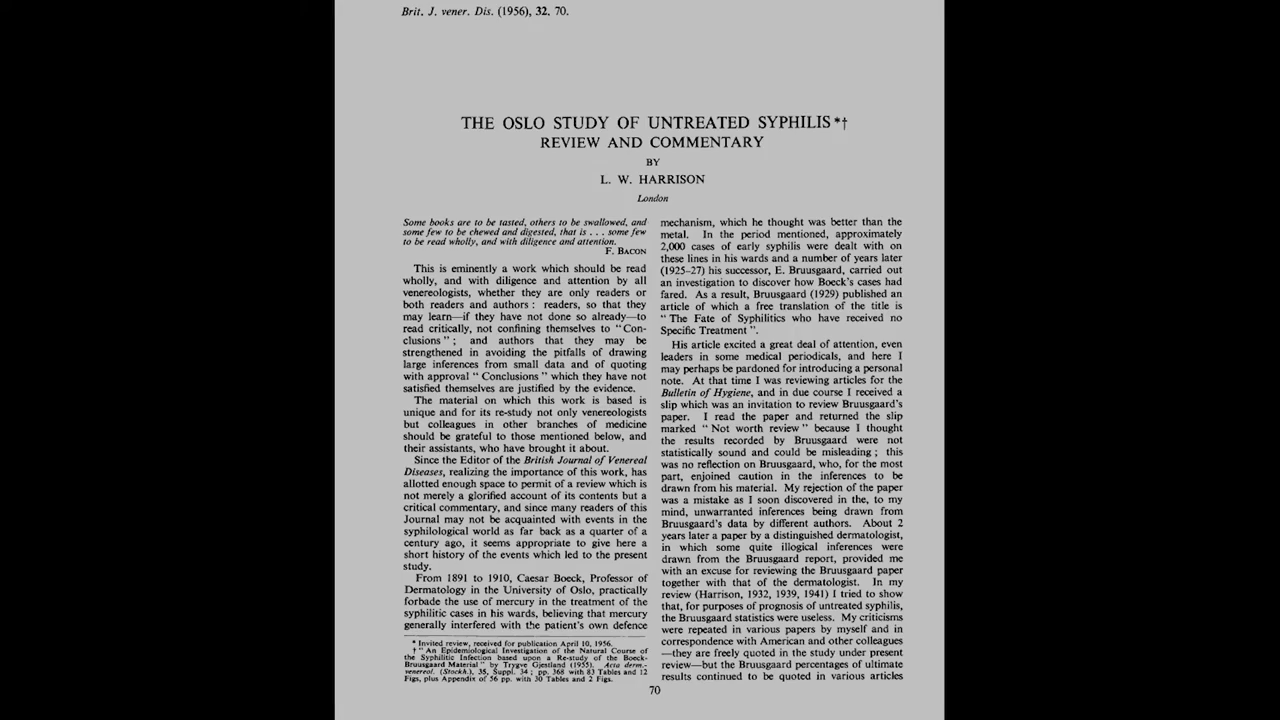 Brit. J. vener. Dis. (1956), 32, 70.
THE OSLO STUDY OF UNTREATED SYPHILIS*†
REVIEW AND COMMENTARY
BY
L. W. HARRISON
London
Some books are to be tasted, others to be swallowed, and
some few to be chewed and digested, that is . . . some few
to be read wholly, and with diligence and attention.
F. BACON
This is eminently a work which should be read
wholly, and with diligence and attention by all
venereologists, whether they are only readers or
both readers and authors : readers, so that they
may learn—if they have not done so already—to
read critically, not confining themselves to " Con-
clusions " ; and authors that they may be
strengthened in avoiding the pitfalls of drawing
large inferences from small data and of quoting
with approval " Conclusions " which they have not
satisfied themselves are justified by the evidence.
The material on which this work is based is
unique and for its re-study not only venereologists
but colleagues in other branches of medicine
should be grateful to those mentioned below, and
their assistants, who have brought it about.
Since the Editor of the British Journal of Venereal
Diseases, realizing the importance of this work, has
allotted enough space to permit of a review which is
not merely a glorified account of its contents but a
critical commentary, and since many readers of this
Journal may not be acquainted with events in the
syphilological world as far back as a quarter of a
century ago, it seems appropriate to give here a
short history of the events which led to the present
study.
From 1891 to 1910, Caesar Boeck, Professor of
Dermatology in the University of Oslo, practically
forbade the use of mercury in the treatment of the
syphilitic cases in his wards, believing that mercury
generally interfered with the patient's own defence
* Invited review, received for publication April 10, 1956.
† " An Epidemiological Investigation of the Natural Course of
the Syphilitic Infection based upon a Re-study of the Boeck-
Bruusgaard Material " by Trygve Gjestland (1955). Acta derm.-
venereol. (Stockh.), 35, Suppl. 34 ; pp. 368 with 83 Tables and 12
Figs, plus Appendix of 56 pp. with 30 Tables and 2 Figs.
mechanism, which he thought was better than the
metal. In the period mentioned, approximately
2,000 cases of early syphilis were dealt with on
these lines in his wards and a number of years later
(1925–27) his successor, E. Bruusgaard, carried out
an investigation to discover how Boeck's cases had
fared. As a result, Bruusgaard (1929) published an
article of which a free translation of the title is
" The Fate of Syphilitics who have received no
Specific Treatment ".
His article excited a great deal of attention, even
leaders in some medical periodicals, and here I
may perhaps be pardoned for introducing a personal
note. At that time I was reviewing articles for the
Bulletin of Hygiene, and in due course I received a
slip which was an invitation to review Bruusgaard's
paper. I read the paper and returned the slip
marked " Not worth review " because I thought
the results recorded by Bruusgaard were not
statistically sound and could be misleading ; this
was no reflection on Bruusgaard, who, for the most
part, enjoined caution in the inferences to be
drawn from his material. My rejection of the paper
was a mistake as I soon discovered in the, to my
mind, unwarranted inferences being drawn from
Bruusgaard's data by different authors. About 2
years later a paper by a distinguished dermatologist,
in which some quite illogical inferences were
drawn from the Bruusgaard report, provided me
with an excuse for reviewing the Bruusgaard paper
together with that of the dermatologist. In my
review (Harrison, 1932, 1939, 1941) I tried to show
that, for purposes of prognosis of untreated syphilis,
the Bruusgaard statistics were useless. My criticisms
were repeated in various papers by myself and in
correspondence with American and other colleagues
—they are freely quoted in the study under present
review—but the Bruusgaard percentages of ultimate
results continued to be quoted in various articles
70